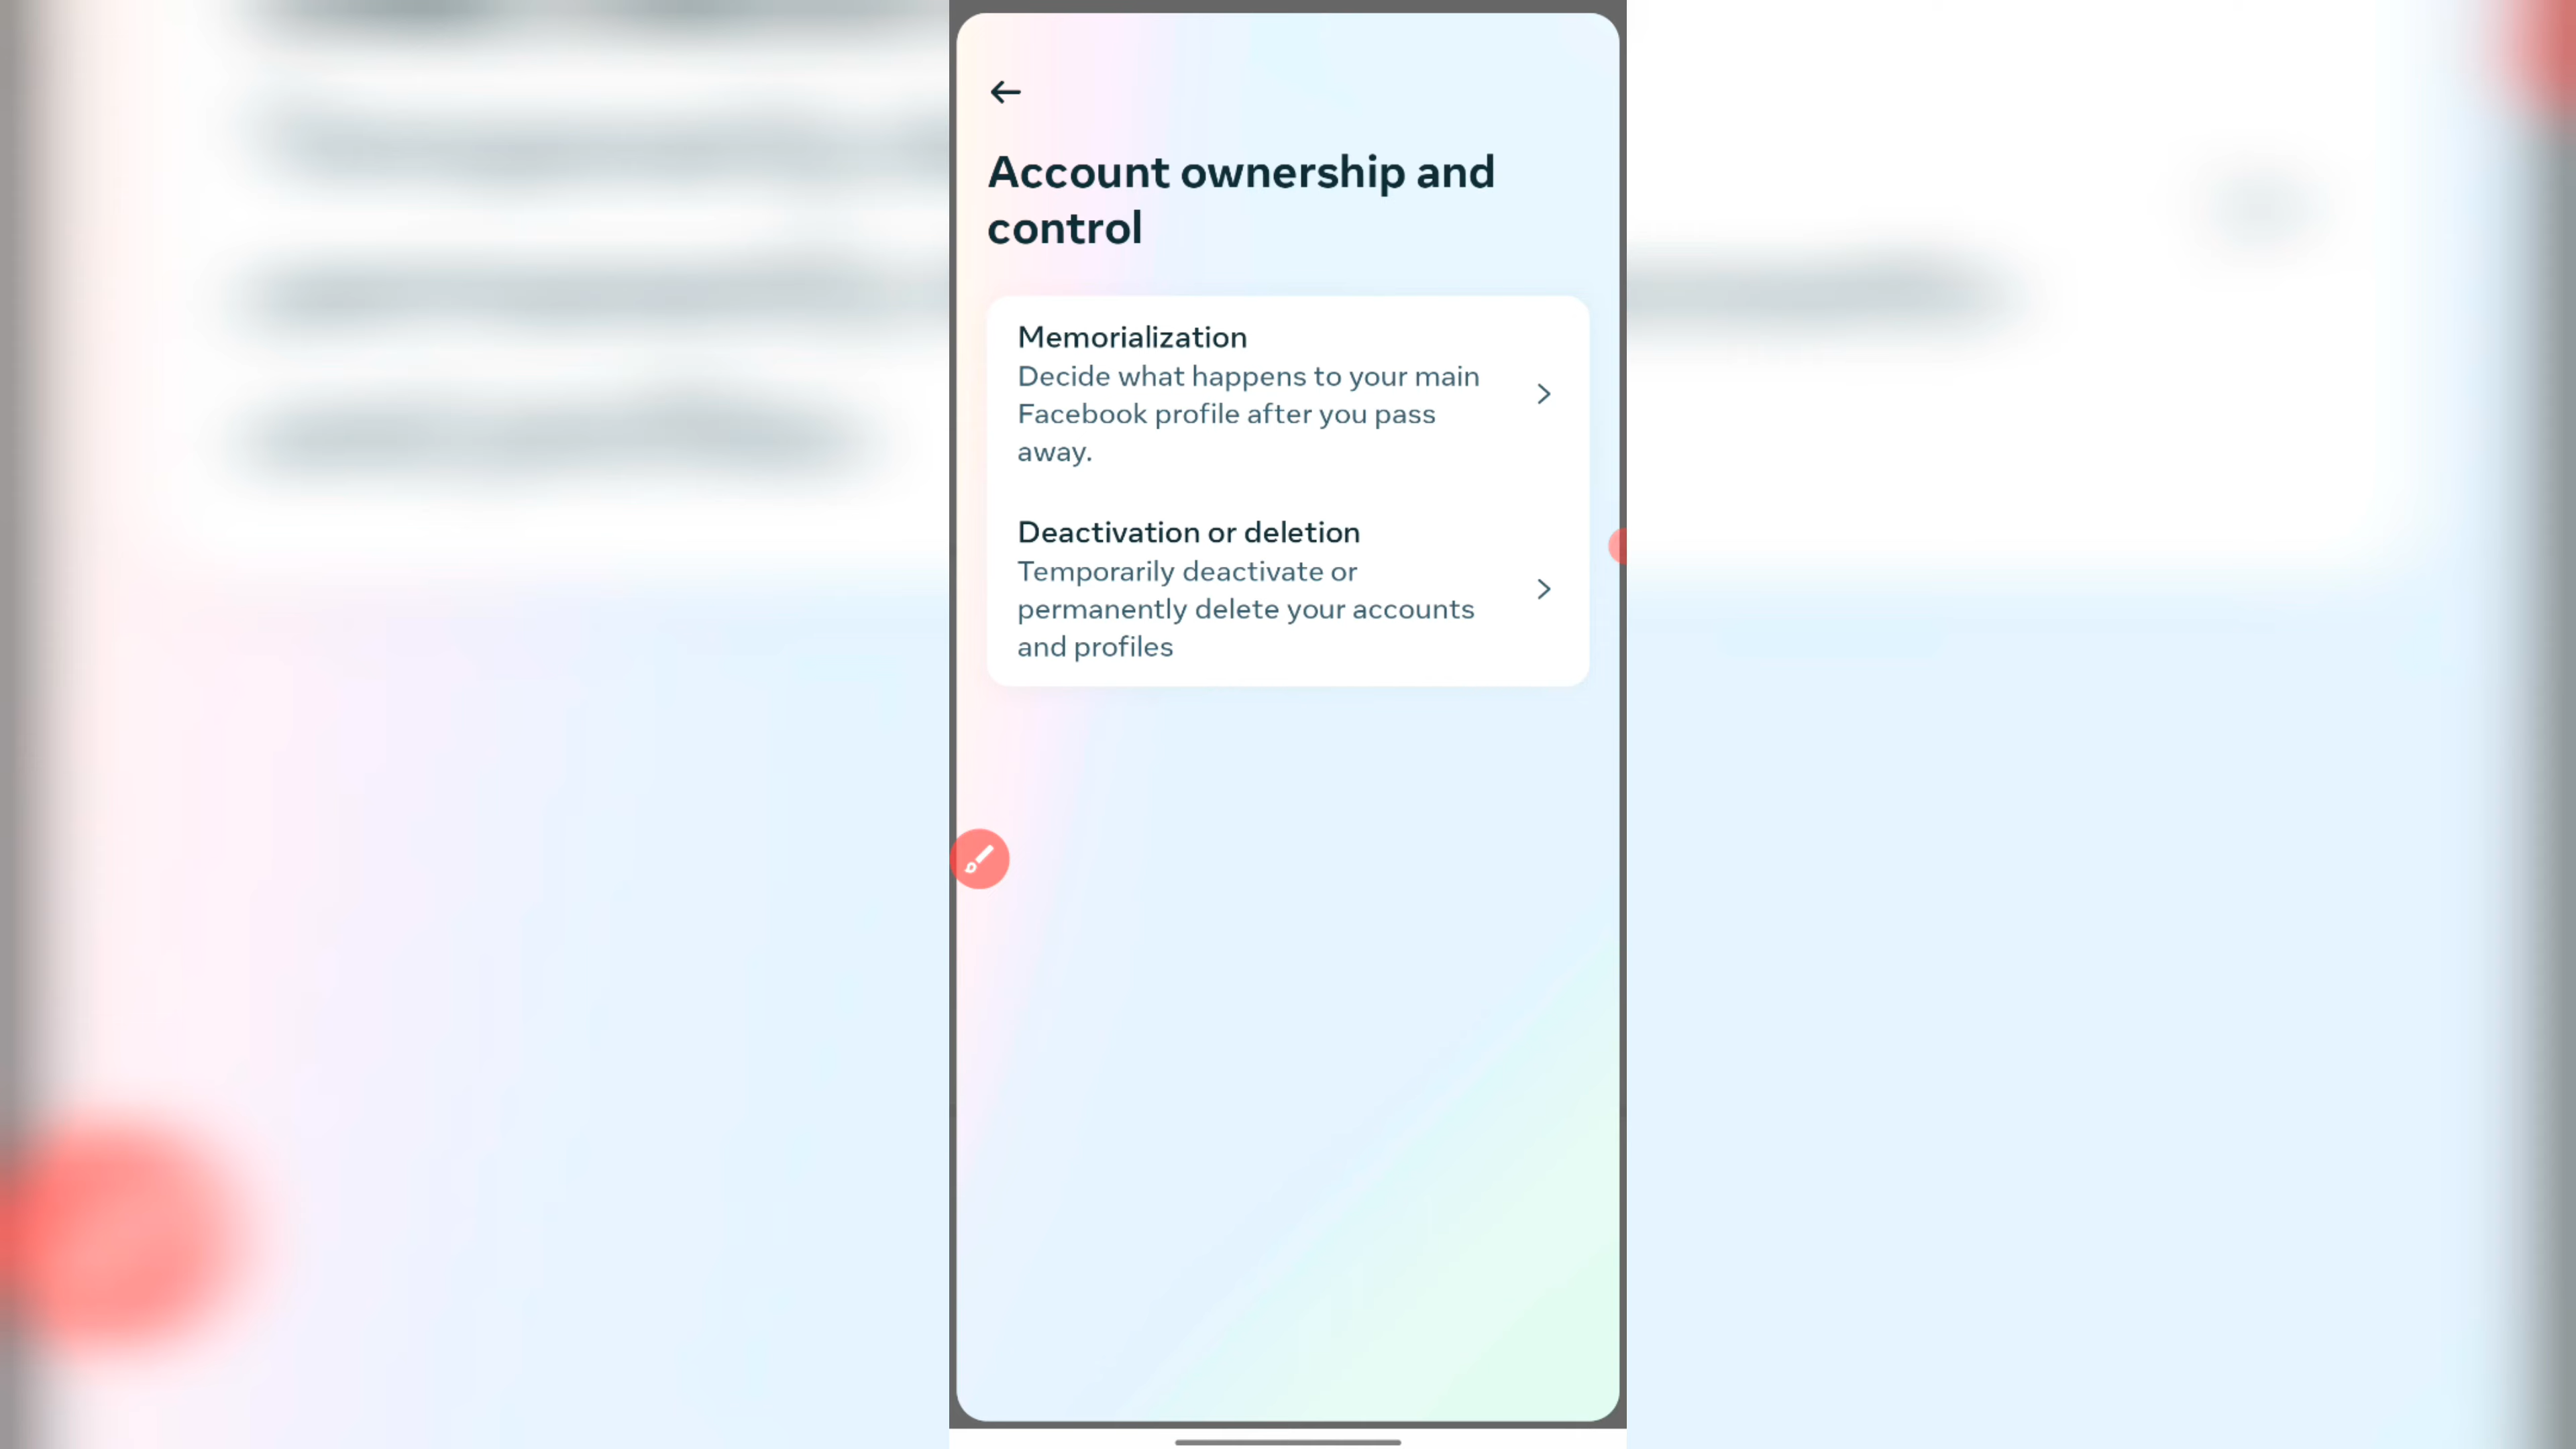 Account ownership and
control
Memorialization
Decide what happens to your main
Facebook profile after you pass
away.
Deactivation or deletion
Temporarily deactivate or
permanently delete your accounts
and profiles